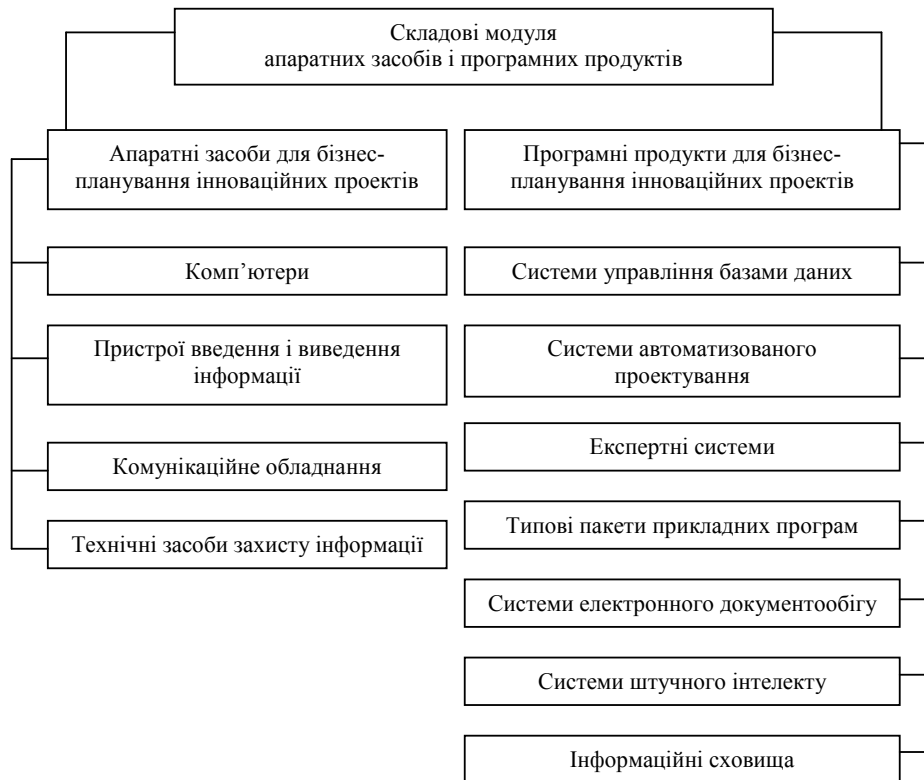 Складові модуля
апаратних засобів і програмних продуктів
Апаратні засоби для бізнес-
планування інноваційних проектів
Комп’ютери
Пристрої введення і виведення
інформації
Комунікаційне обладнання
Технічні засоби захисту інформації
Програмні продукти для бізнес-
планування інноваційних проектів
Системи управління базами даних
Системи автоматизованого
проектування
Експертні системи
Типові пакети прикладних програм
Системи електронного документообігу
Системи штучного інтелекту
Інформаційні сховища